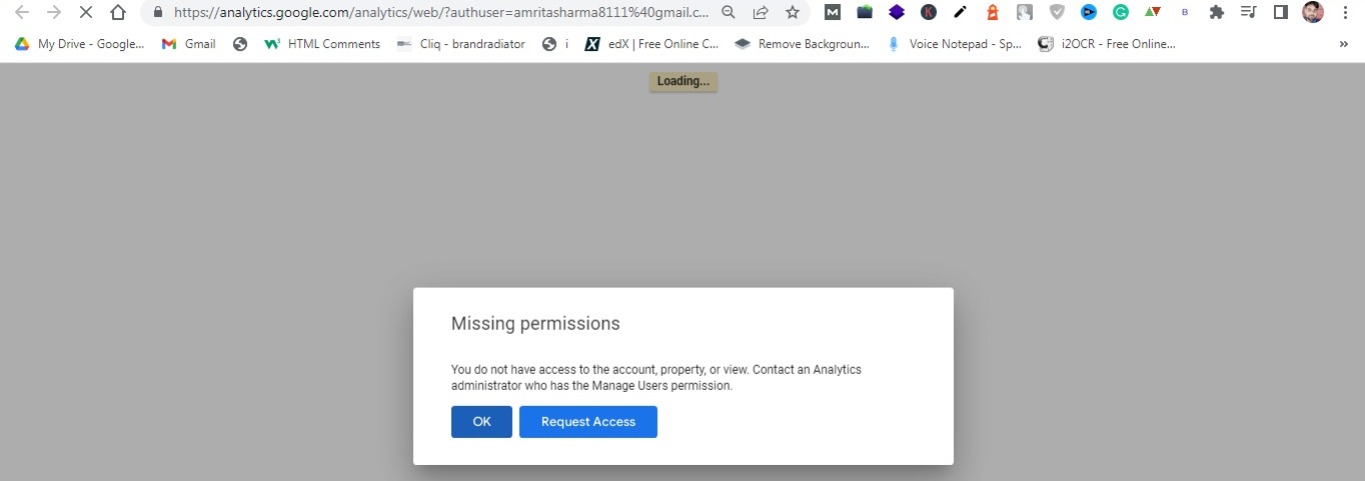 https://analytics.google.com/analytics/web/?authuser=amritasharma8111%40gmail.c...
My Drive - Google... Gmail HTML Comments Cliq - brandradiator i edX | Free Online C... Remove Backgroun... Voice Notepad - Sp... i2OCR - Free Online... »
Loading...
Missing permissions
You do not have access to the account, property, or view. Contact an Analytics
administrator who has the Manage Users permission.
OK Request Access